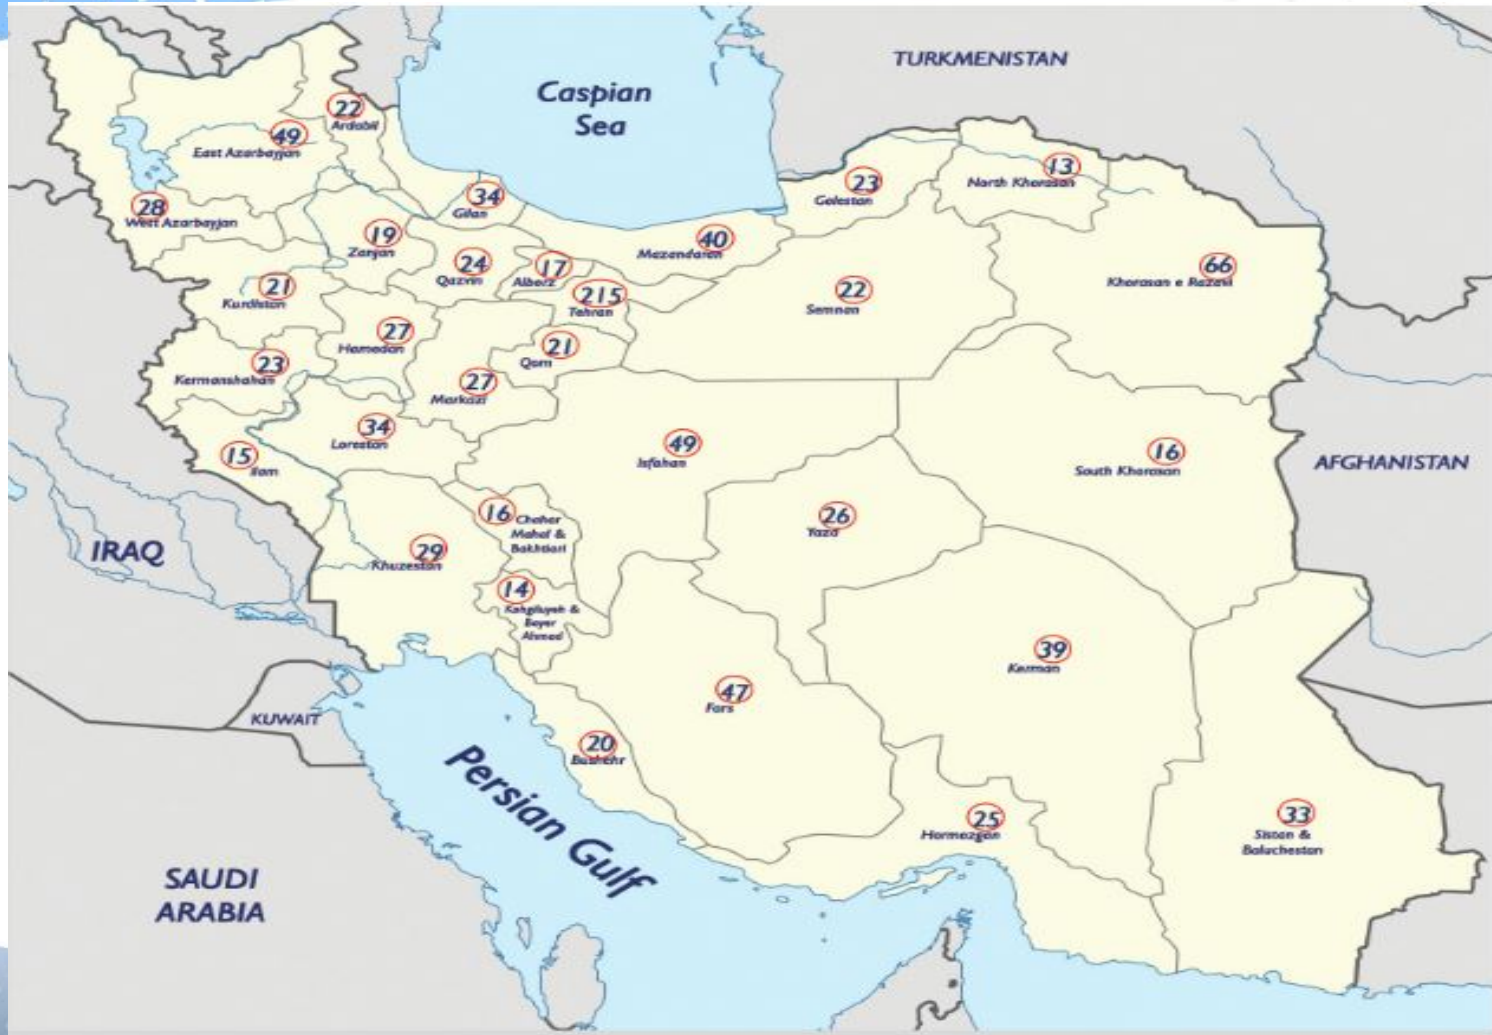 TURKMENISTAN
Caspian
Sea
22
Ardabil
49
East Azarbayjan
28
West Azarbayjan
34
Gilan
23
Golestan
13
North Khorasan
19
Zanjan
24
Qazvin
17
Alborz
40
Mazandaran
66
Khorasan e Razavi
21
Kurdistan
215
Tehran
22
Semnan
27
Hamedan
21
Qom
23
Kermanshahan
27
Markazi
34
Lorestan
49
Isfahan
16
South Khorasan
AFGHANISTAN
15
Ilam
16
Chahar
Mahal &
Bakhtiari
26
Yazd
IRAQ
29
Khuzestan
14
Kohgiluyeh &
Boyer
Ahmad
39
Kerman
47
Fars
KUWAIT
20
Bushehr
Persian Gulf
25
Hormozgan
33
Sistan &
Baluchestan
SAUDI
ARABIA